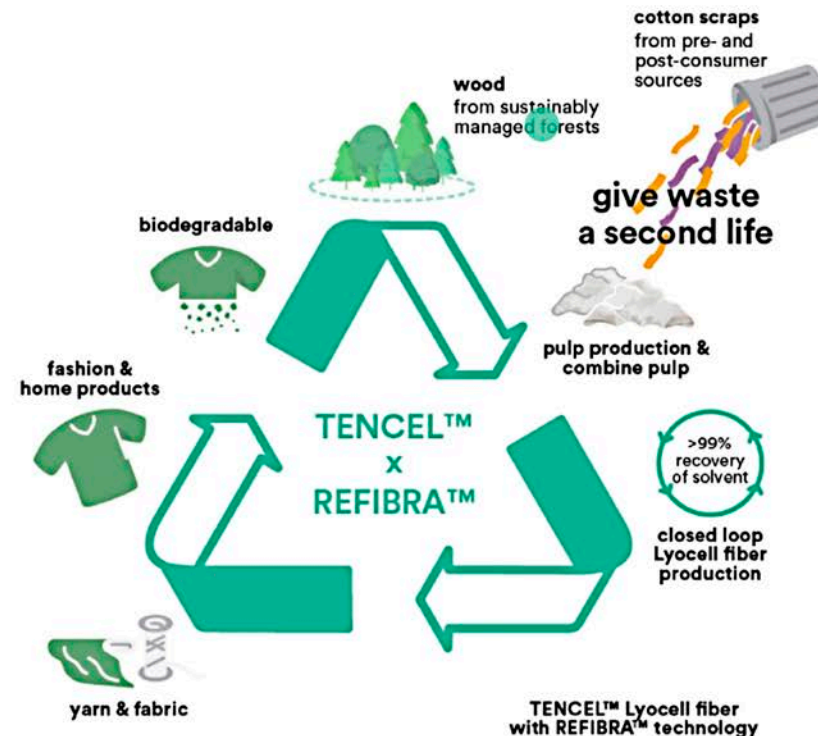 cotton scraps
from pre- and
post-consumer
sources
wood
from sustainably
managed forests
give waste
a second life
biodegradable
pulp production &
combine pulp
fashion &
home products
TENCEL™
x
REFIBRA™
>99%
recovery
of solvent
closed loop
Lyocell fiber
production
yarn & fabric
TENCEL™ Lyocell fiber
with REFIBRA™ technology